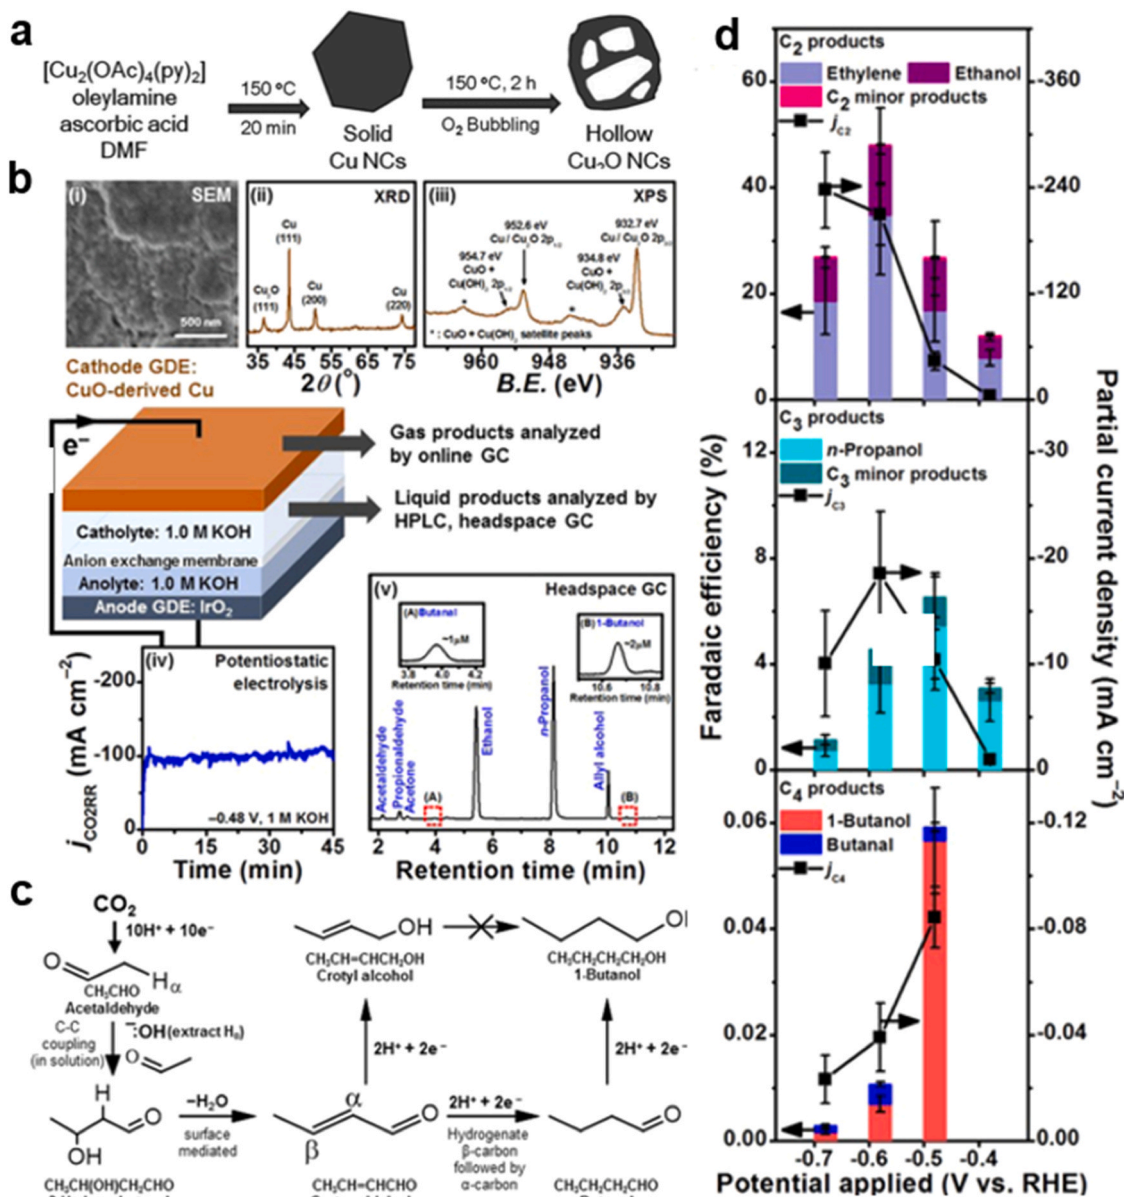 a
[Cu₂(OAc)₄(py)₂]
oleylamine
ascorbic acid
DMF
150 ºC
20 min
Solid
Cu NCs
150 ºC, 2 h
O₂ Bubbling
Hollow
Cu₂O NCs
b
(i)
SEM
500 nm
(ii)
XRD
Cu₂O
(111)
Cu
(111)
Cu
(200)
Cu
(220)
35 45 55 65 75
2θ (°)
(iii)
XPS
954.7 eV
CuO +
Cu(OH)₂ 2p₁/₂
952.6 eV
Cu / Cu₂O 2p₁/₂
934.8 eV
CuO +
Cu(OH)₂ 2p₃/₂
932.7 eV
Cu / Cu₂O 2p₃/₂
* : CuO + Cu(OH)₂ satellite peaks
960 948 936
B.E. (eV)
Cathode GDE:
CuO-derived Cu
e⁻
Catholyte: 1.0 M KOH
Anion exchange membrane
Anolyte: 1.0 M KOH
Anode GDE: IrO₂
Gas products analyzed
by online GC
Liquid products analyzed by
HPLC, headspace GC
(iv)
Potentiostatic
electrolysis
-200
-100
0
jCO2RR (mA cm⁻²)
−0.48 V, 1 M KOH
0 15 30 45
Time (min)
(v)
Headspace GC
(A) Butanal
~1μM
3.8 4.0 4.2
Retention time (min)
(B) 1-Butanol
~2μM
10.6 10.8
Retention time (min)
Acetaldehyde
Propionaldehyde
Acetone
(A)
Ethanol
n-Propanol
Allyl alcohol
(B)
2 4 6 8 10 12
Retention time (min)
c
CO₂
10H⁺ + 10e⁻
O
H
α
CH₃CHO
Acetaldehyde
C-C
coupling
(in solution)
⁻:OH (extract Hα)
O
H
O
OH
CH₃CH(OH)CH₂CHO
−H₂O
surface
mediated
α
β
O
CH₃CH=CHCHO
2H⁺ + 2e⁻
OH
CH₃CH=CHCH₂OH
Crotyl alcohol
2H⁺ + 2e⁻
Hydrogenate
β-carbon
followed by
α-carbon
O
CH₃CH₂CH₂CHO
2H⁺ + 2e⁻
CH₃CH₂CH₂CH₂OH
1-Butanol
d
C₂ products
Ethylene
Ethanol
C₂ minor products
jC2
60
40
20
0
-360
-240
-120
0
C₃ products
n-Propanol
C₃ minor products
jC3
12
8
4
0
-30
-20
-10
0
C₄ products
1-Butanol
Butanal
jC4
0.06
0.04
0.02
0.00
-0.12
-0.08
-0.04
0.00
Faradaic efficiency (%)
Partial current density (mA cm⁻²)
-0.7 -0.6 -0.5 -0.4
Potential applied (V vs. RHE)